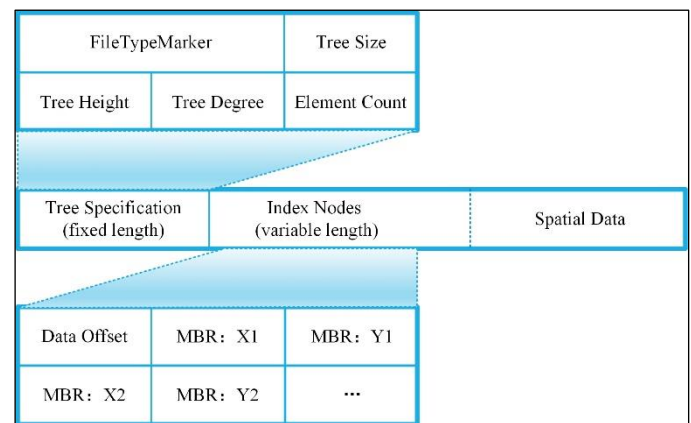 FileTypeMarker
Tree Size
Tree Height
Tree Degree
Element Count
Tree Specification
(fixed length)
Index Nodes
(variable length)
Spatial Data
Data Offset
MBR：X1
MBR：Y1
MBR：X2
MBR：Y2
...